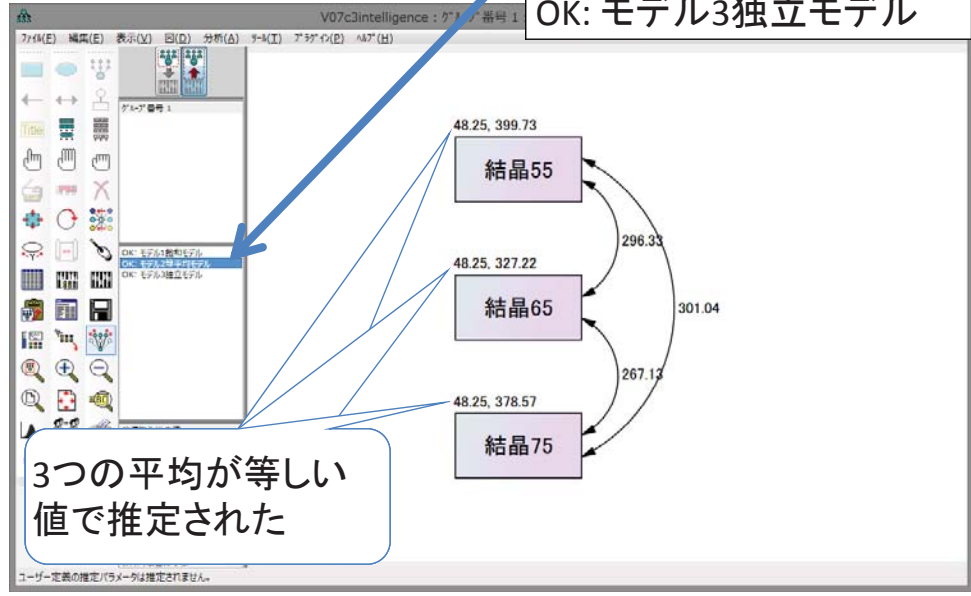 V07c3intelligence : グループ番号 1
OK: モデル3独立モデル
ファイル(F) 編集(E) 表示(V) 図(D) 分析(A) ツール(T) プラグイン(P) ヘルプ(H)
Title
グループ番号 1
OK: モデル1飽和モデル
OK: モデル2等平均モデル
OK: モデル3独立モデル
48.25, 399.73
結晶55
296.33
48.25, 327.22
結晶65
301.04
267.13
48.25, 378.57
結晶75
3つの平均が等しい
値で推定された
ユーザー定義の推定パラメータは推定されません。